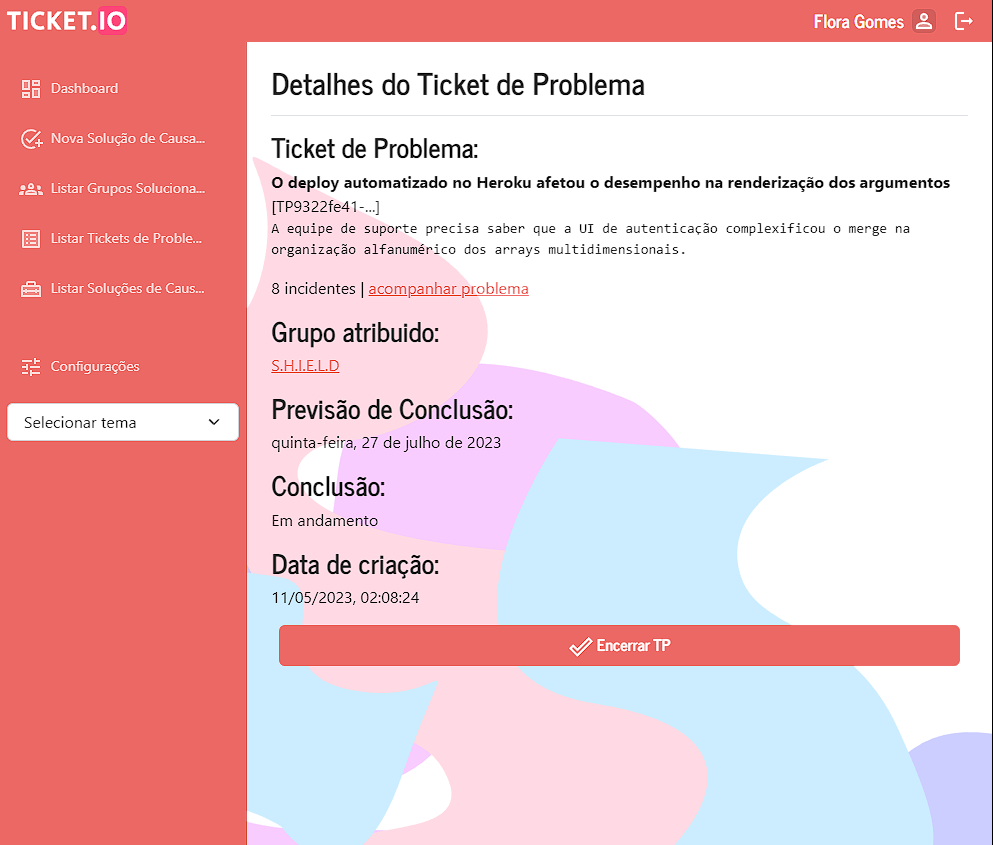 TICKET.IO
Flora Gomes
Dashboard
Nova Solução de Causa...
Listar Grupos Soluciona...
Listar Tickets de Proble...
Listar Soluções de Caus...
Configurações
Selecionar tema
Detalhes do Ticket de Problema
Ticket de Problema:
O deploy automatizado no Heroku afetou o desempenho na renderização dos argumentos
[TP9322fe41-...]
A equipe de suporte precisa saber que a UI de autenticação complexificou o merge na
organização alfanumérico dos arrays multidimensionais.
8 incidentes | acompanhar problema
Grupo atribuido:
S.H.I.E.L.D
Previsão de Conclusão:
quinta-feira, 27 de julho de 2023
Conclusão:
Em andamento
Data de criação:
11/05/2023, 02:08:24
Encerrar TP